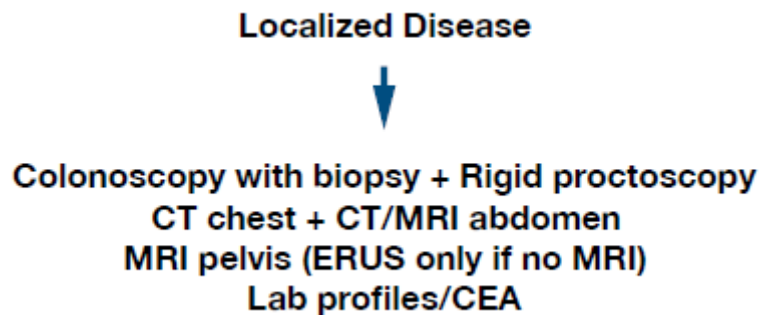 Localized Disease
Colonoscopy with biopsy + Rigid proctoscopy
CT chest + CT/MRI abdomen
MRI pelvis (ERUS only if no MRI)
Lab profiles/CEA